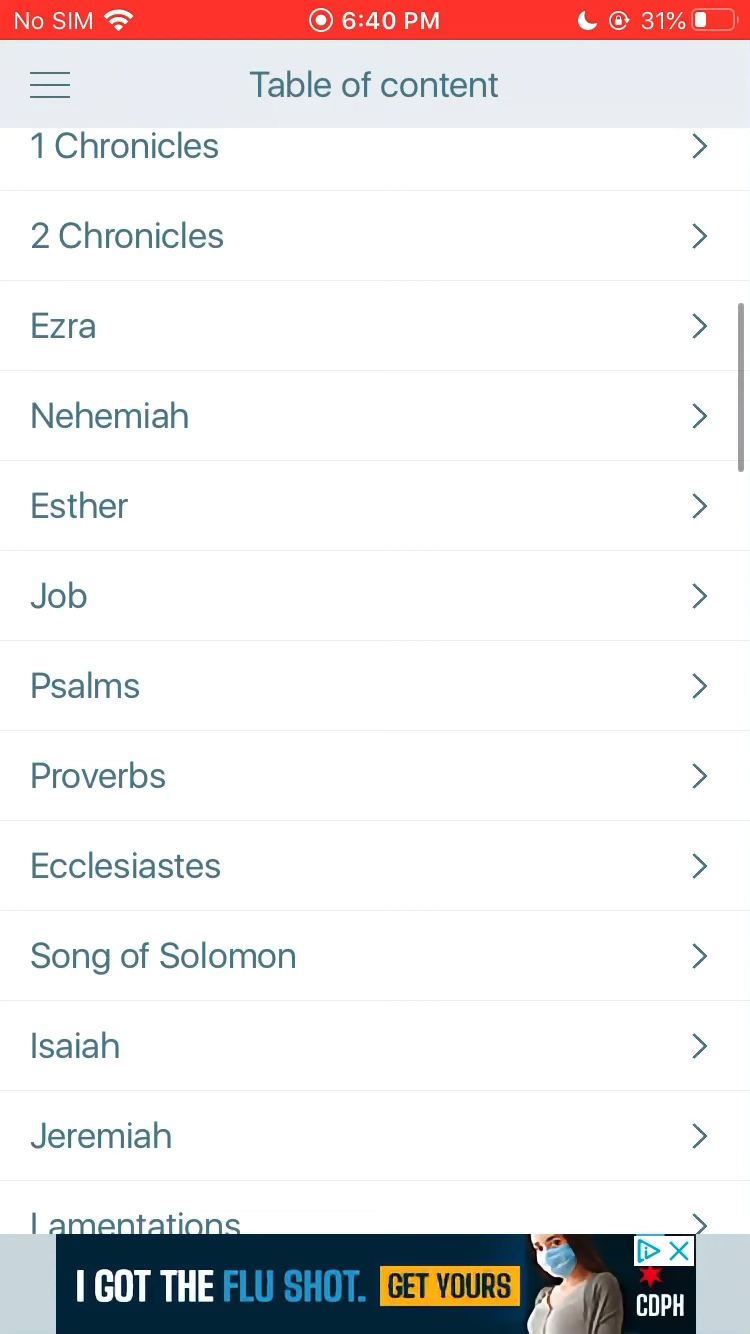 No SIM 6:40 PM 31%
Table of content
1 Chronicles
2 Chronicles
Ezra
Nehemiah
Esther
Job
Psalms
Proverbs
Ecclesiastes
Song of Solomon
Isaiah
Jeremiah
Lamentations
I GOT THE FLU SHOT. GET YOURS
CDPH